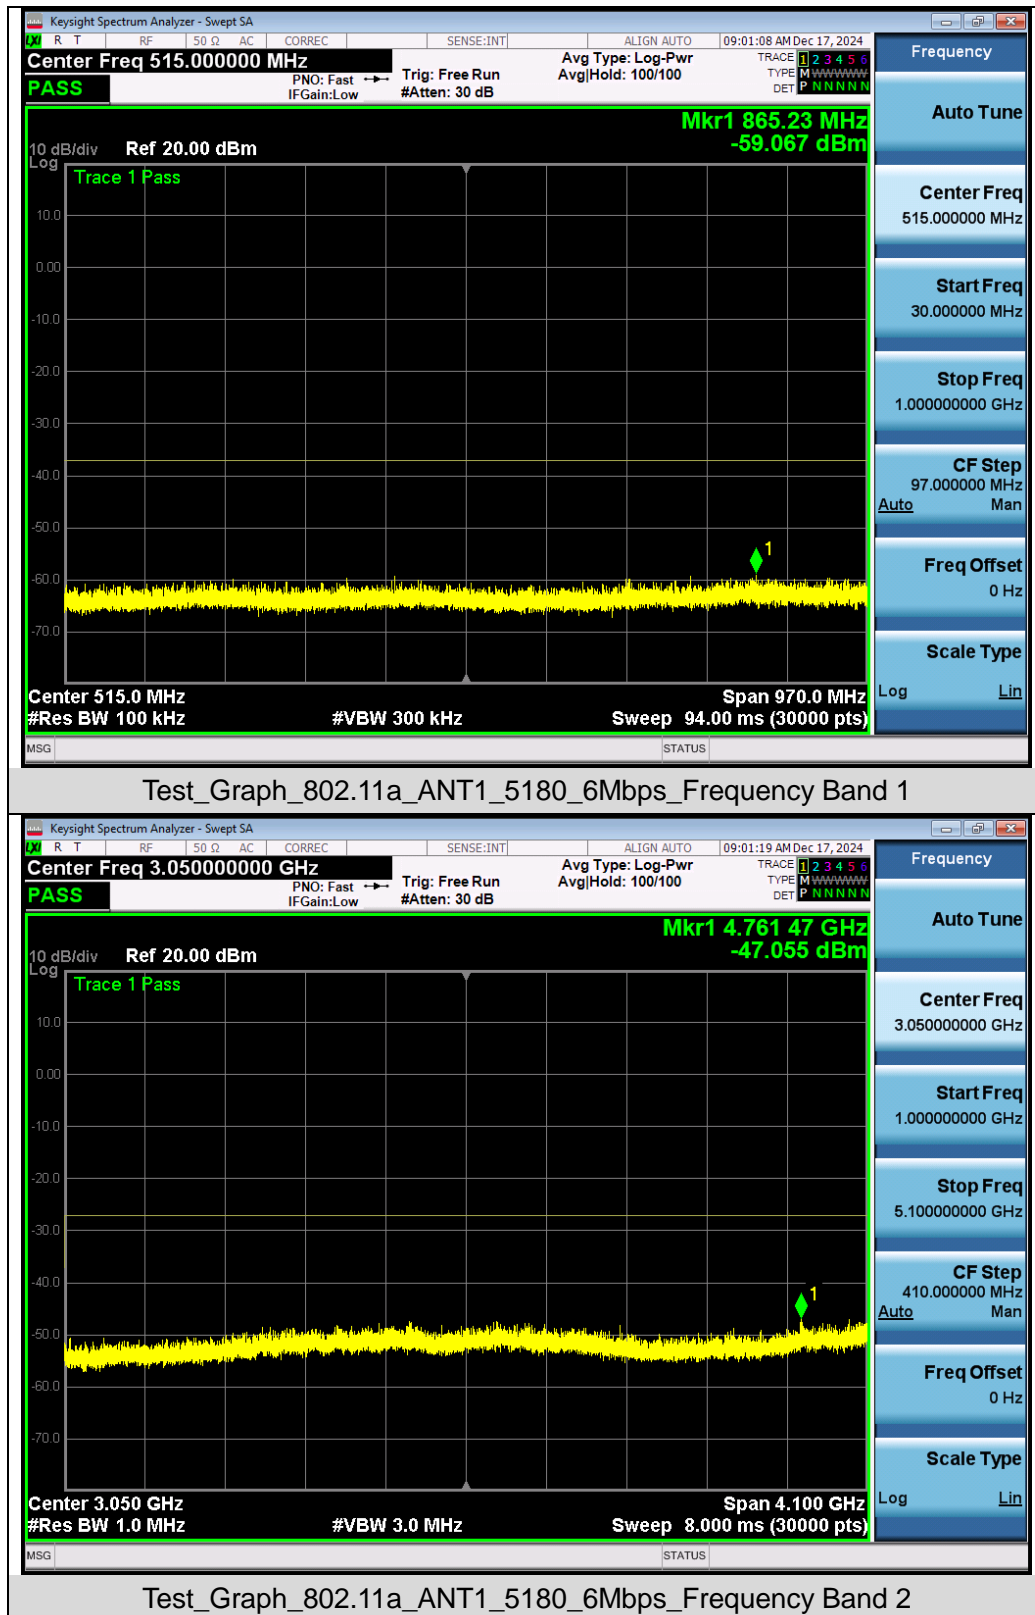 Keysight Spectrum Analyzer - Swept SA
LXI R T RF 50 Ω AC CORREC SENSE:INT ALIGN AUTO 09:01:08 AM Dec 17, 2024
Center Freq 515.000000 MHz
Avg Type: Log-Pwr
TRACE 1 2 3 4 5 6
PASS
PNO: Fast
Trig: Free Run
Avg|Hold: 100/100
TYPE M WWWWW
IFGain:Low
#Atten: 30 dB
DET P N N N N N
Mkr1 865.23 MHz
-59.067 dBm
10 dB/div
Ref 20.00 dBm
Log
Trace 1 Pass
10.0
0.00
-10.0
-20.0
-30.0
-40.0
-50.0
-60.0
-70.0
1
Center 515.0 MHz
Span 970.0 MHz
#Res BW 100 kHz
#VBW 300 kHz
Sweep 94.00 ms (30000 pts)
MSG
STATUS
Frequency
Auto Tune
Center Freq
515.000000 MHz
Start Freq
30.000000 MHz
Stop Freq
1.000000000 GHz
CF Step
97.000000 MHz
Auto Man
Freq Offset
0 Hz
Scale Type
Log Lin
Test_Graph_802.11a_ANT1_5180_6Mbps_Frequency Band 1
Keysight Spectrum Analyzer - Swept SA
LXI R T RF 50 Ω AC CORREC SENSE:INT ALIGN AUTO 09:01:19 AM Dec 17, 2024
Center Freq 3.050000000 GHz
Avg Type: Log-Pwr
TRACE 1 2 3 4 5 6
PASS
PNO: Fast
Trig: Free Run
Avg|Hold: 100/100
TYPE M WWWWW
IFGain:Low
#Atten: 30 dB
DET P N N N N N
Mkr1 4.761 47 GHz
-47.055 dBm
10 dB/div
Ref 20.00 dBm
Log
Trace 1 Pass
10.0
0.00
-10.0
-20.0
-30.0
-40.0
-50.0
-60.0
-70.0
1
Center 3.050 GHz
Span 4.100 GHz
#Res BW 1.0 MHz
#VBW 3.0 MHz
Sweep 8.000 ms (30000 pts)
MSG
STATUS
Frequency
Auto Tune
Center Freq
3.050000000 GHz
Start Freq
1.000000000 GHz
Stop Freq
5.100000000 GHz
CF Step
410.000000 MHz
Auto Man
Freq Offset
0 Hz
Scale Type
Log Lin
Test_Graph_802.11a_ANT1_5180_6Mbps_Frequency Band 2